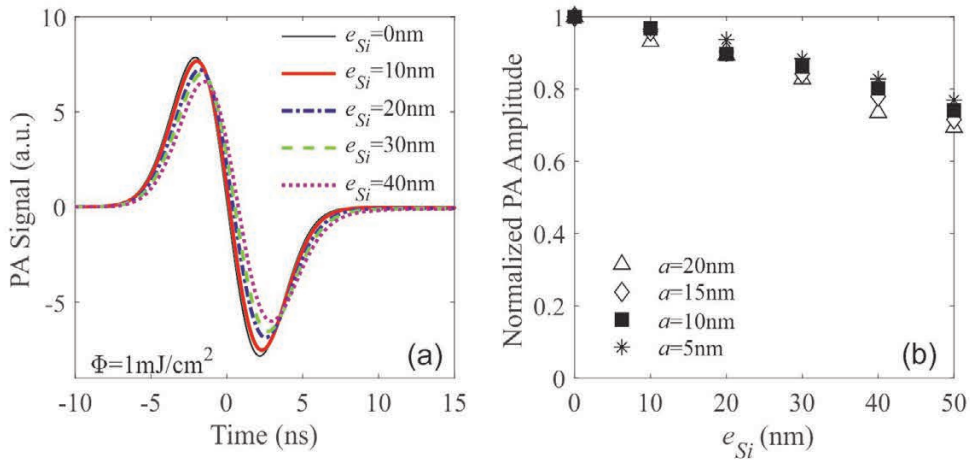 10
5
0
-5
PA Signal (a.u.)
e_Si=0nm
e_Si=10nm
e_Si=20nm
e_Si=30nm
e_Si=40nm
Φ=1mJ/cm²
(a)
-10 -5 0 5 10 15
Time (ns)
1
0.8
0.6
0.4
0.2
0
Normalized PA Amplitude
a=20nm
a=15nm
a=10nm
a=5nm
(b)
0 10 20 30 40 50
e_Si (nm)